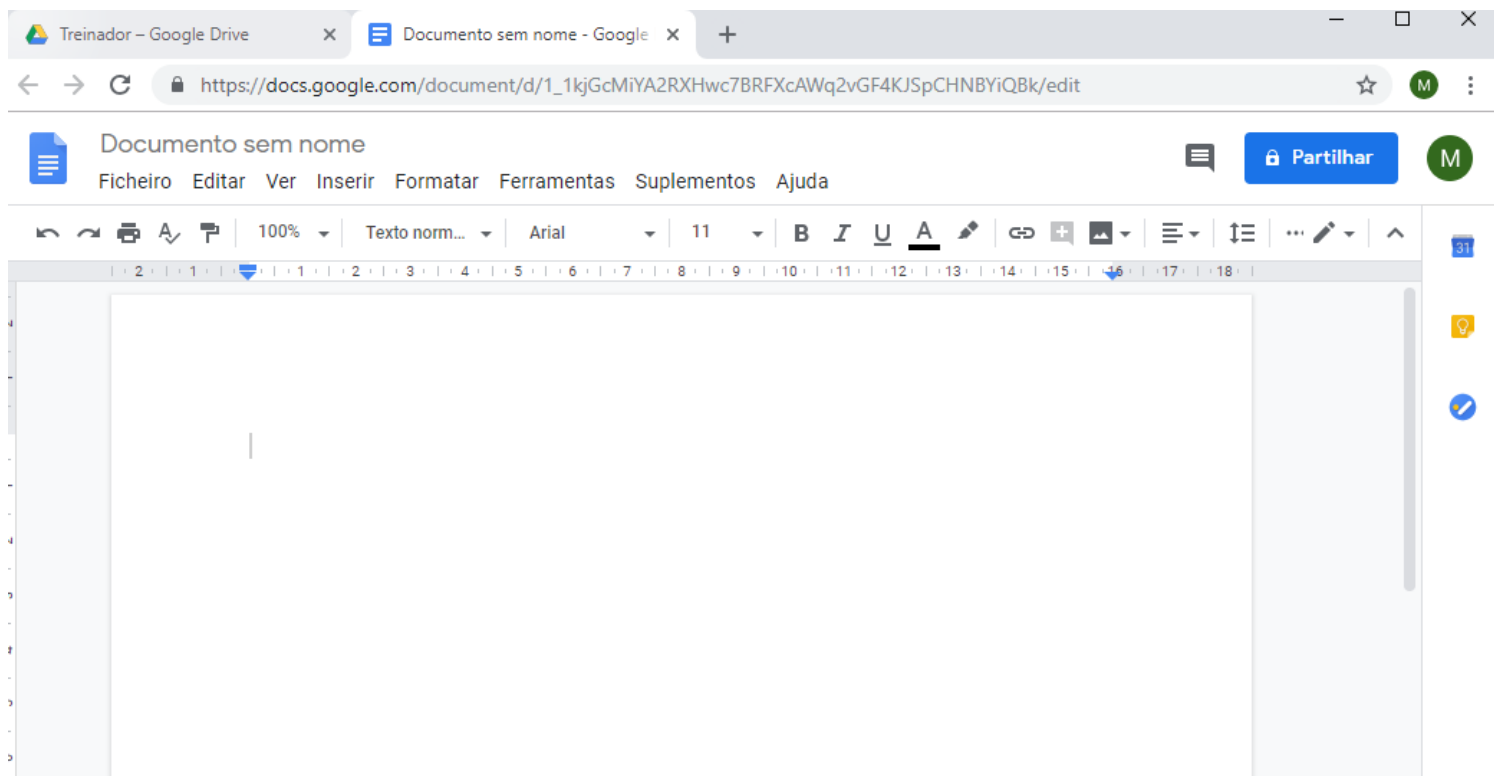 Treinador – Google Drive
Documento sem nome - Google
https://docs.google.com/document/d/1_1kjGcMiYA2RXHwc7BRFXcAWq2vGF4KJSpCHNBYiQBk/edit
M
Documento sem nome
Partilhar
M
Ficheiro Editar Ver Inserir Formatar Ferramentas Suplementos Ajuda
100% Texto norm... Arial 11 B I U A
31
2 1 1 2 3 4 5 6 7 8 9 10 11 12 13 14 15 16 17 18